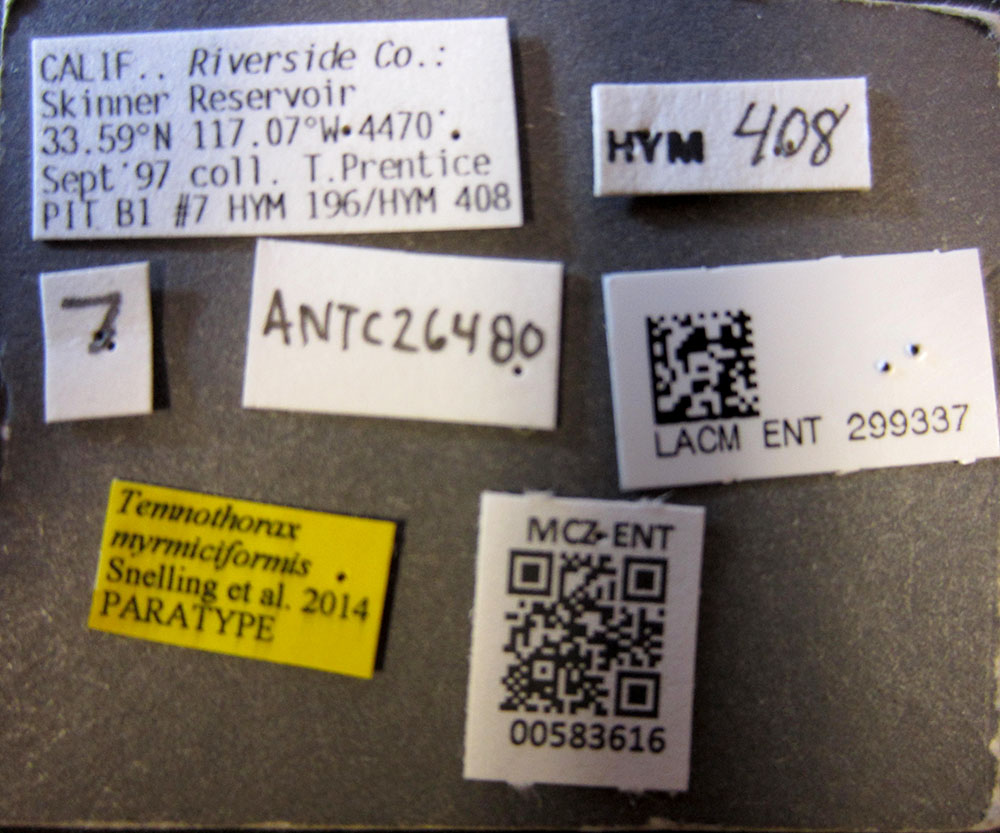 CALIF.. Riverside Co.:
Skinner Reservoir
33.59°N 117.07°W 4470'
Sept'97 coll. T.Prentice
PIT B1 #7 HYM 196/HYM 408
HYM 408
7
ANTC26480
LACM ENT 299337
Temnothorax
myrmiciformis
Snelling et al. 2014
PARATYPE
MCZ-ENT
00583616